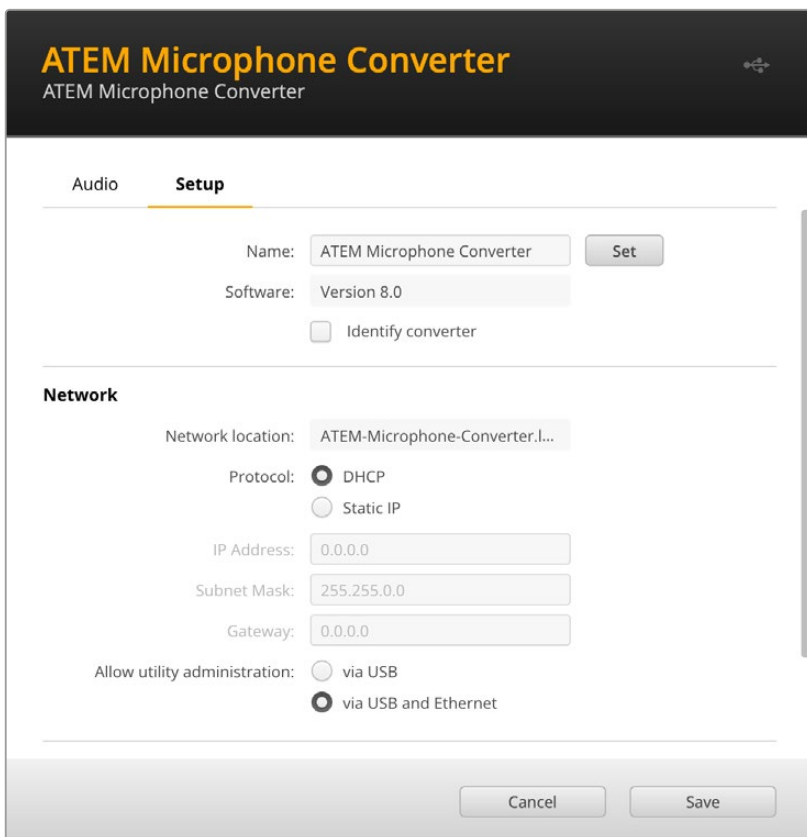 ATEM Microphone Converter
ATEM Microphone Converter
Audio Setup
Name: ATEM Microphone Converter Set
Software: Version 8.0
Identify converter
Network
Network location: ATEM-Microphone-Converter.l...
Protocol: DHCP
Static IP
IP Address: 0.0.0.0
Subnet Mask: 255.255.0.0
Gateway: 0.0.0.0
Allow utility administration: via USB
via USB and Ethernet
Cancel Save